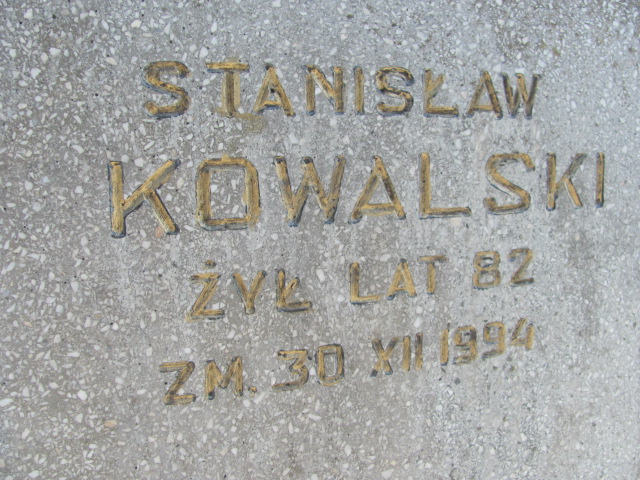 STANISŁAW
KOWALSKI
ŻYŁ LAT 82
ZM. 30 XII 1994